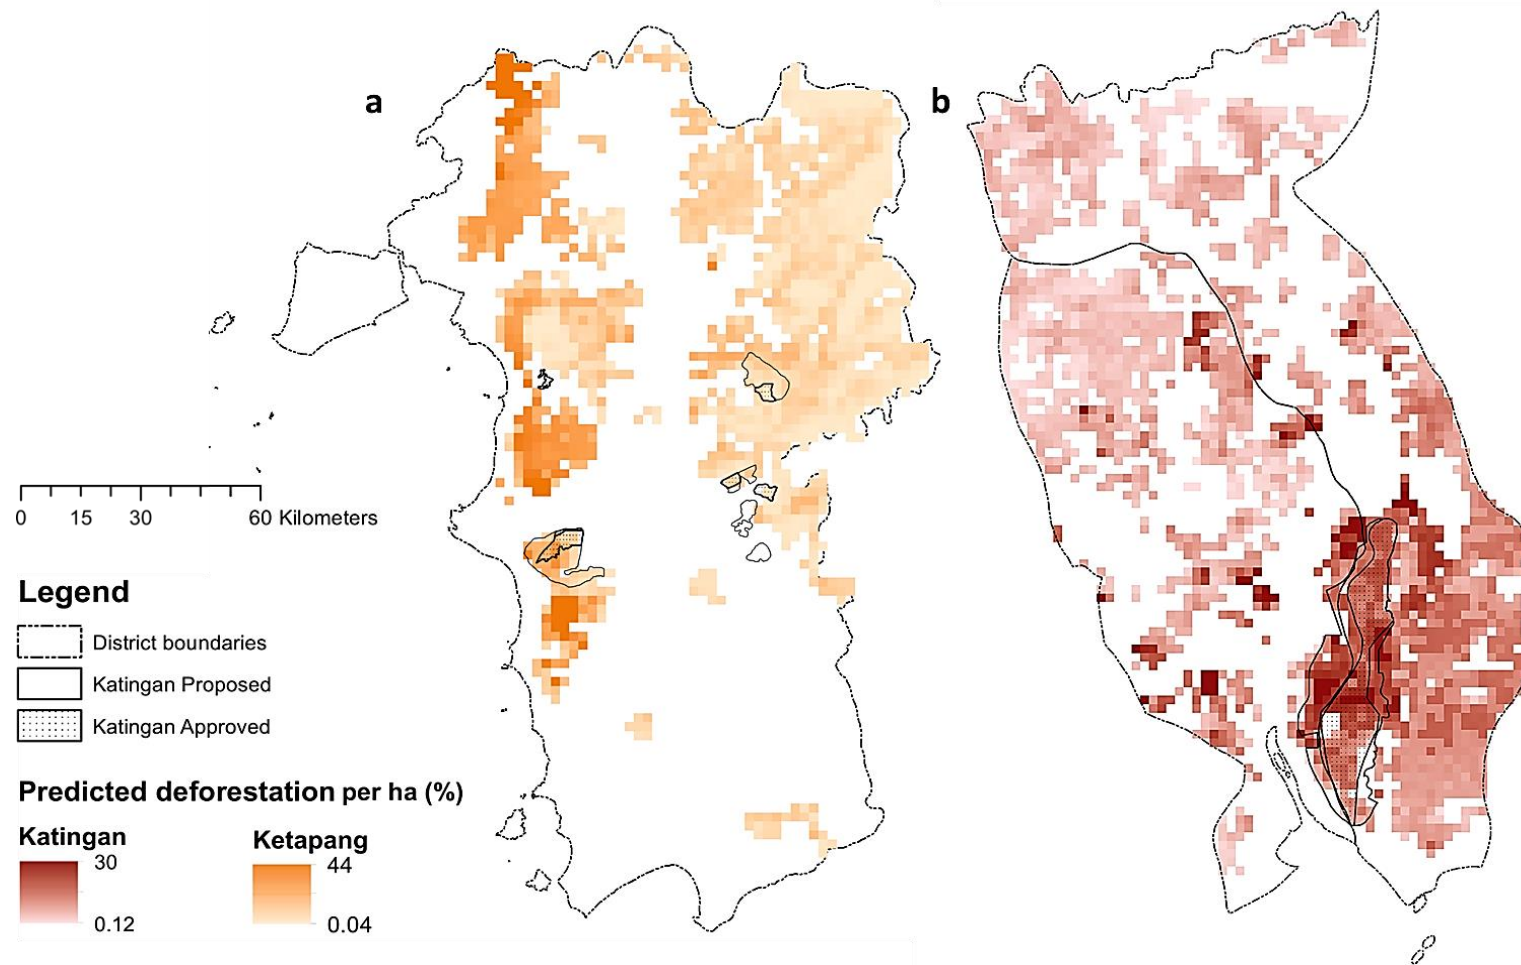 a
b
0 15 30 60 Kilometers
Legend
District boundaries
Katingan Proposed
Katingan Approved
Predicted deforestation per ha (%)
Katingan Ketapang
30 44
0.12 0.04